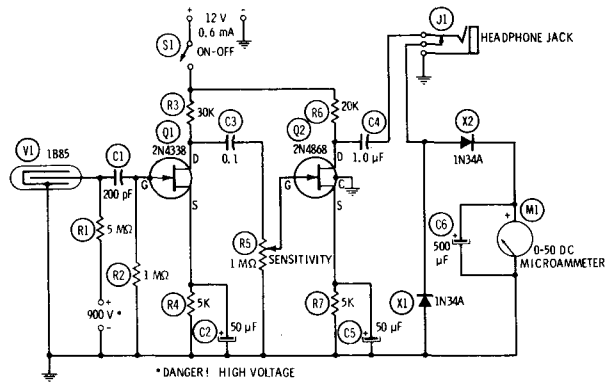 + 12 V -
0.6 mA
S1
ON-OFF
J1
HEADPHONE JACK
R3
30K
R6
20K
C4
1.0 µF
Q1
2N4338
C3
0.1
Q2
2N4868
X2
1N34A
V1
1B85
C1
200 pF
G
D
S
G
D
C
S
R1
5 MΩ
R2
1 MΩ
R5
1 MΩ
SENSITIVITY
C6
500
µF
+
+
M1
0-50 DC
MICROAMMETER
+
900 V *
-
R4
5K
C2
+
50 µF
R7
5K
C5
+
50 µF
X1
1N34A
*DANGER! HIGH VOLTAGE